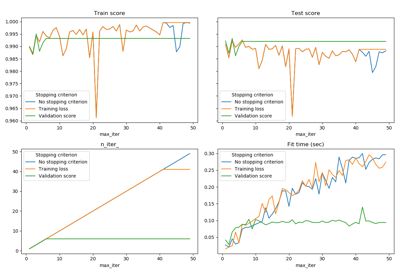 Train score
Test score
1.000
0.995
0.990
0.985
0.980
0.975
0.970
0.965
0.960
Stopping criterion
No stopping criterion
Training loss
Validation score
Stopping criterion
No stopping criterion
Training loss
Validation score
0 10 20 30 40 50
max_iter
0 10 20 30 40 50
max_iter
n_iter_
Fit time (sec)
50
40
30
20
10
0
Stopping criterion
No stopping criterion
Training loss
Validation score
0.30
0.25
0.20
0.15
0.10
0.05
0.00
Stopping criterion
No stopping criterion
Training loss
Validation score
0 10 20 30 40 50
max_iter
0 10 20 30 40 50
max_iter